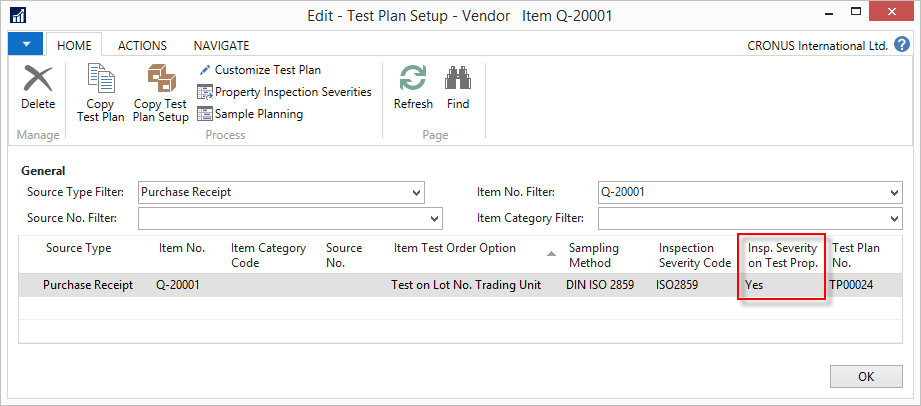 Edit - Test Plan Setup - Vendor   Item Q-20001
HOME ACTIONS NAVIGATE CRONUS International Ltd. ?
Delete
Manage
Copy
Test Plan
Copy Test
Plan Setup
Customize Test Plan
Property Inspection Severities
Sample Planning
Process
Refresh
Find
Page
General
Source Type Filter: Purchase Receipt
Item No. Filter: Q-20001
Source No. Filter:
Item Category Filter:
Source Type Item No. Item Category Source Item Test Order Option Sampling Inspection Insp. Severity Test Plan
Code No. Method Severity Code on Test Prop. No.
Purchase Receipt Q-20001 Test on Lot No. Trading Unit DIN ISO 2859 ISO2859 Yes TP00024
OK